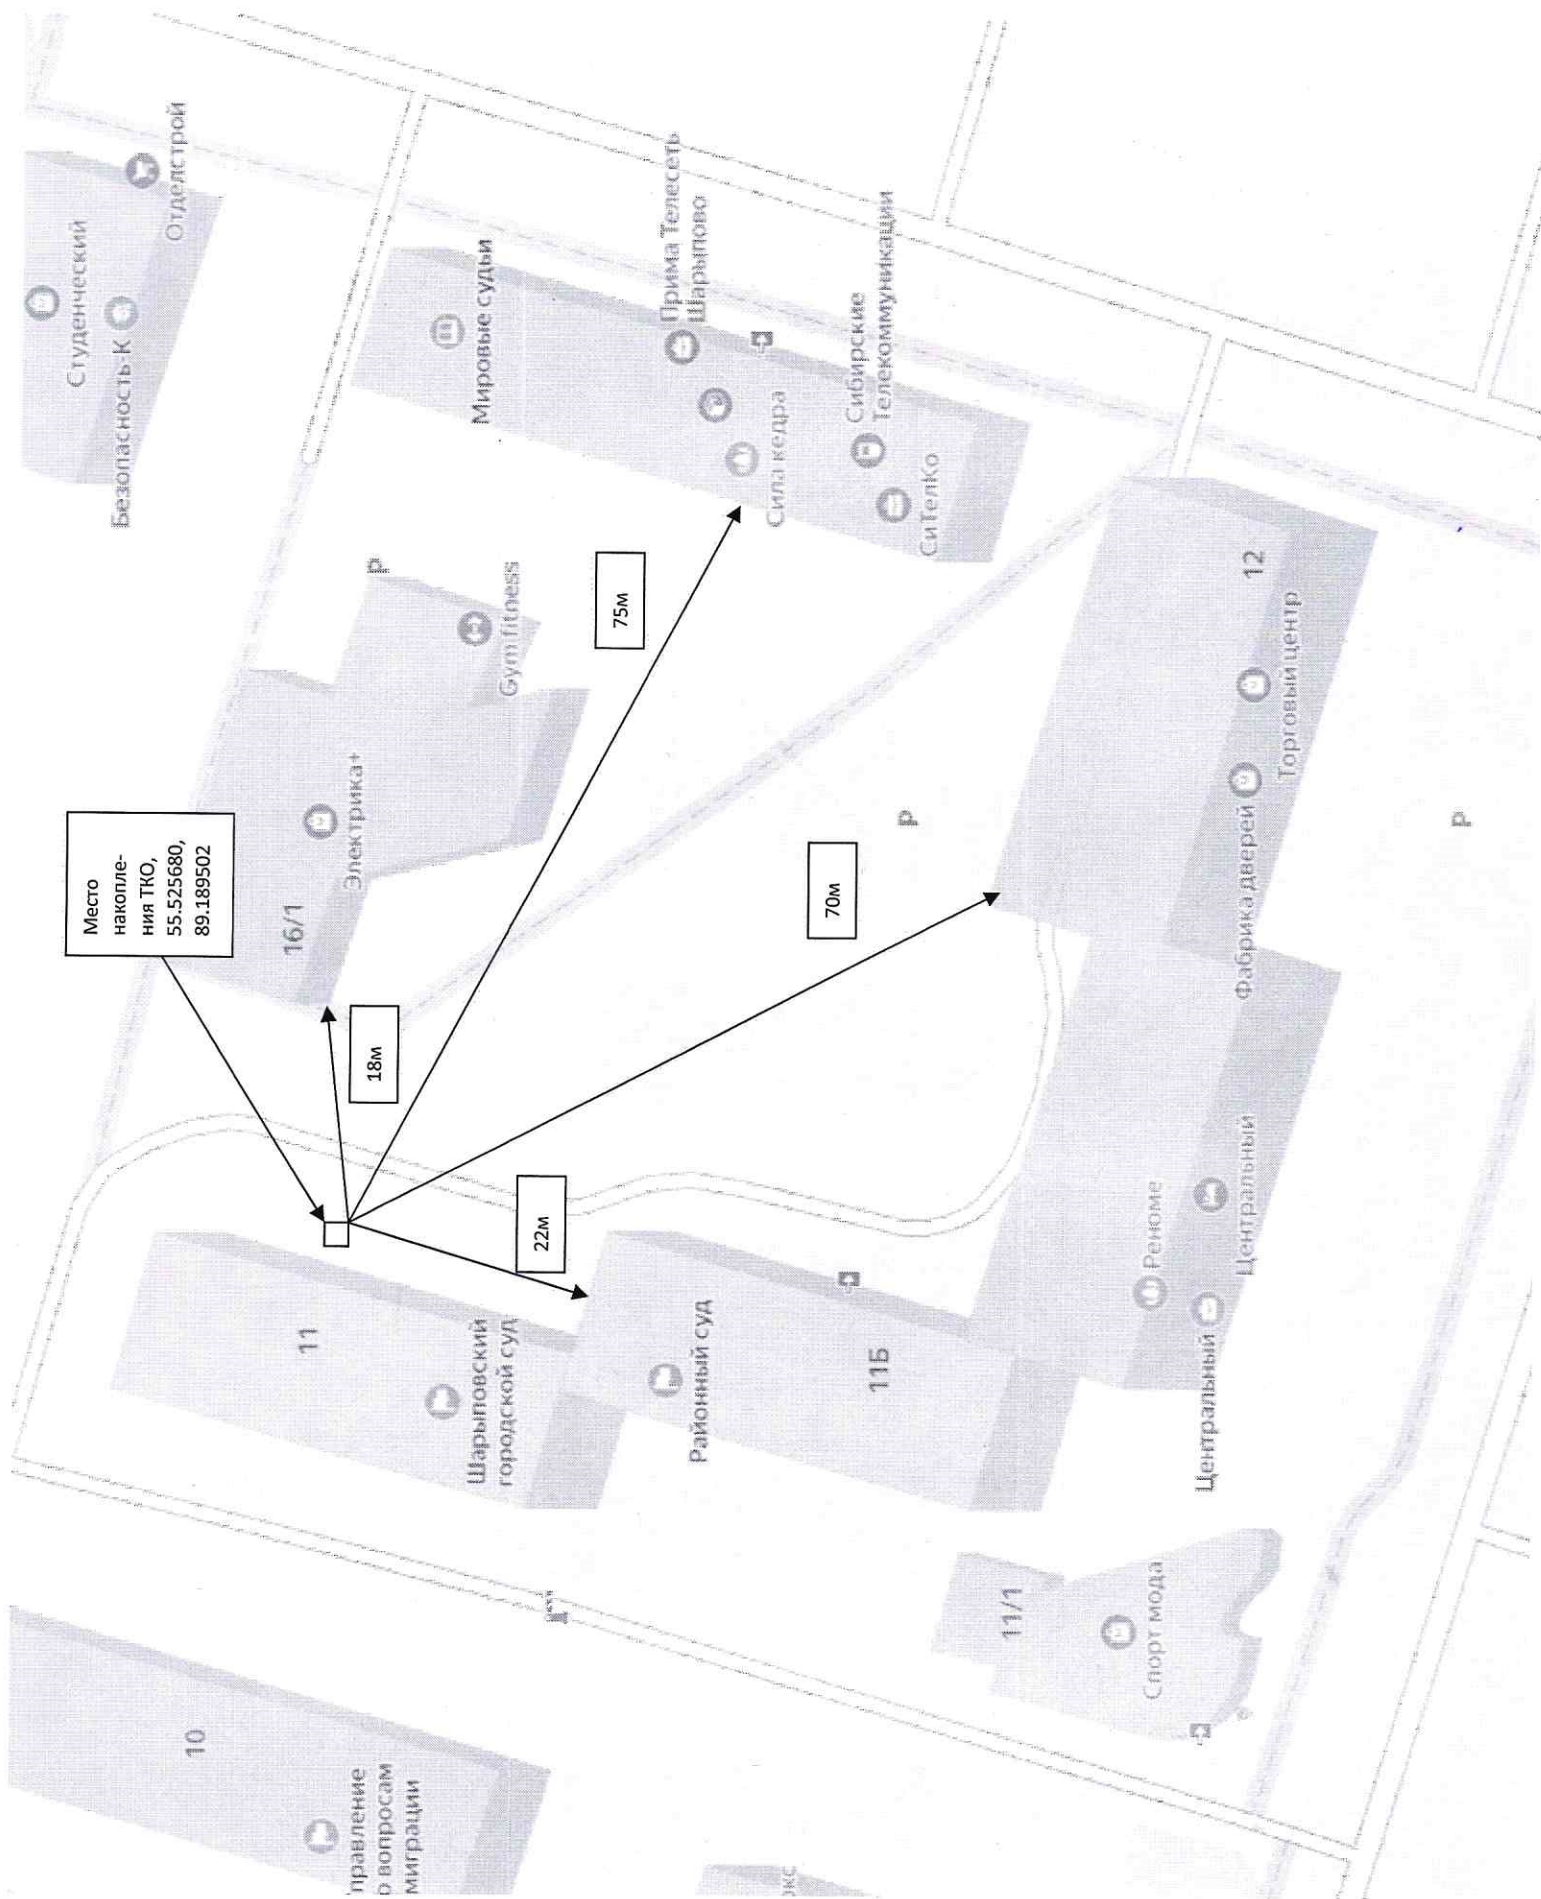 Студенческий
Безопасность-К
Отделстрой
Место
накопле-
ния ТКО,
55.525680,
89.189502
16/1
Электрика+
P
Gym fitness
Мировые судьи
Прима Телесеть
Шарыпово
Сила кедра
Сибирские
Телекоммуникации
СиТелКо
18м
75м
22м
70м
11
Шарыповский
городской суд
Районный суд
11Б
10
правление
о вопросам
миграции
P
12
Торговый центр
Фабрика дверей
P
Реноме
Центральный
Центральный
11/1
Спорт мода